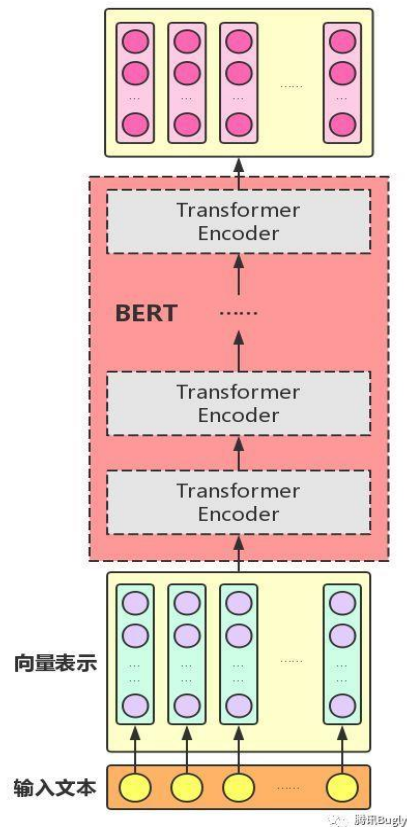 ... ... ... ...... ...
Transformer
Encoder
BERT ......
Transformer
Encoder
Transformer
Encoder
向量表示
... ... ... ...... ...
... ... ... ...
输入文本 ......
腾讯Bugly